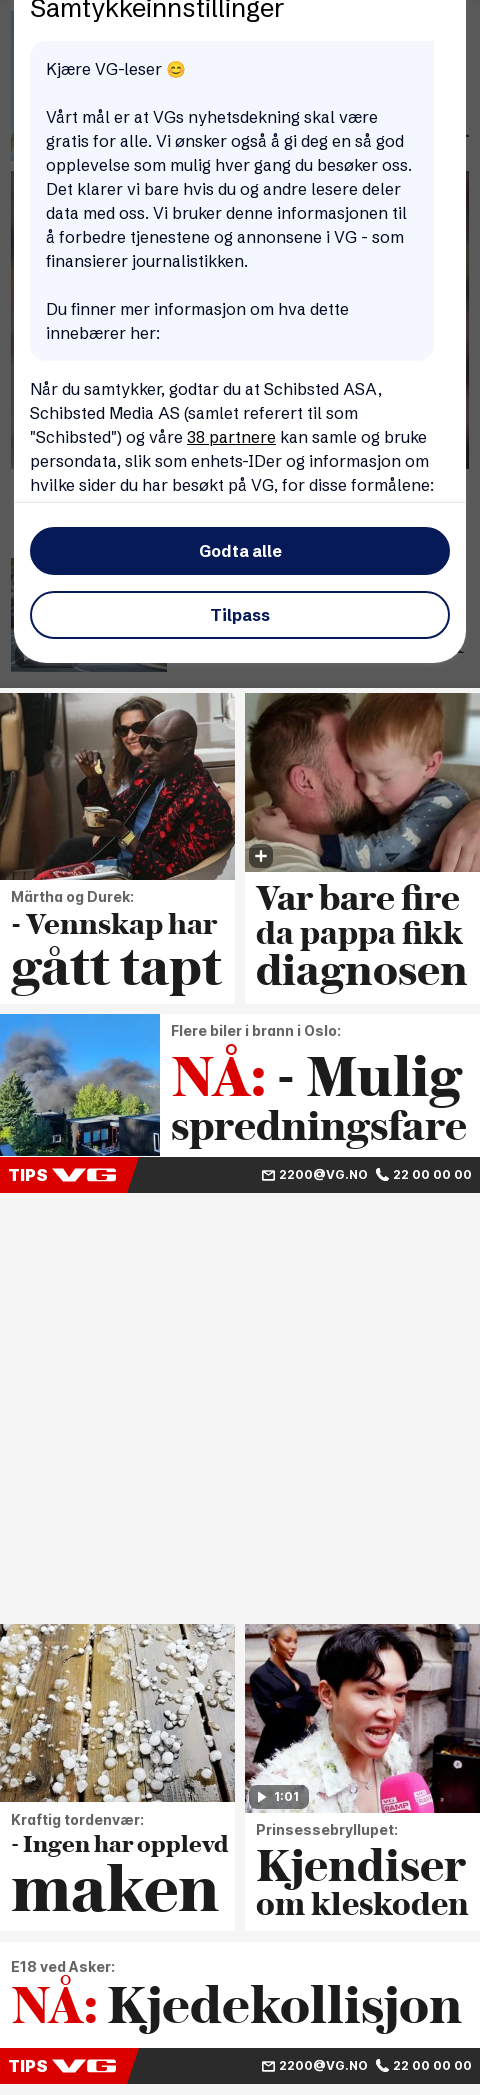 Samtykkeinnstillinger
Kjære VG-leser 😊
Vårt mål er at VGs nyhetsdekning skal være
gratis for alle. Vi ønsker også å gi deg en så god
opplevelse som mulig hver gang du besøker oss.
Det klarer vi bare hvis du og andre lesere deler
data med oss. Vi bruker denne informasjonen til
å forbedre tjenestene og annonsene i VG - som
finansierer journalistikken.
Du finner mer informasjon om hva dette
innebærer her:
Når du samtykker, godtar du at Schibsted ASA,
Schibsted Media AS (samlet referert til som
"Schibsted") og våre 38 partnere kan samle og bruke
persondata, slik som enhets-IDer og informasjon om
hvilke sider du har besøkt på VG, for disse formålene:
Godta alle
Tilpass
Märtha og Durek:
- Vennskap har
gått tapt
Var bare fire
da pappa fikk
diagnosen
Flere biler i brann i Oslo:
NÅ: - Mulig
spredningsfare
TIPS VG 2200@VG.NO 22 00 00 00
1:01
Kraftig tordenvær:
- Ingen har opplevd
maken
Prinsessebryllupet:
Kjendiser
om kleskoden
E18 ved Asker:
NÅ: Kjedekollisjon
TIPS VG 2200@VG.NO 22 00 00 00